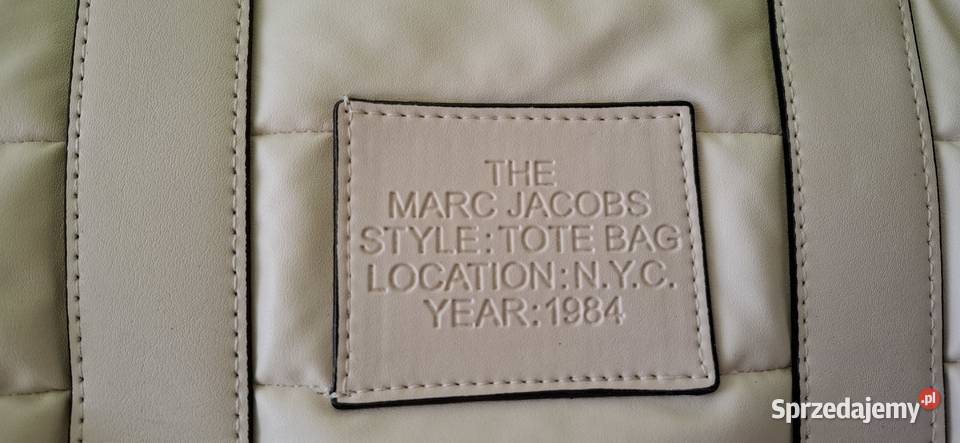 THE
MARC JACOBS
STYLE: TOTE BAG
LOCATION: N.Y.C.
YEAR: 1984
Sprzedajemy.pl